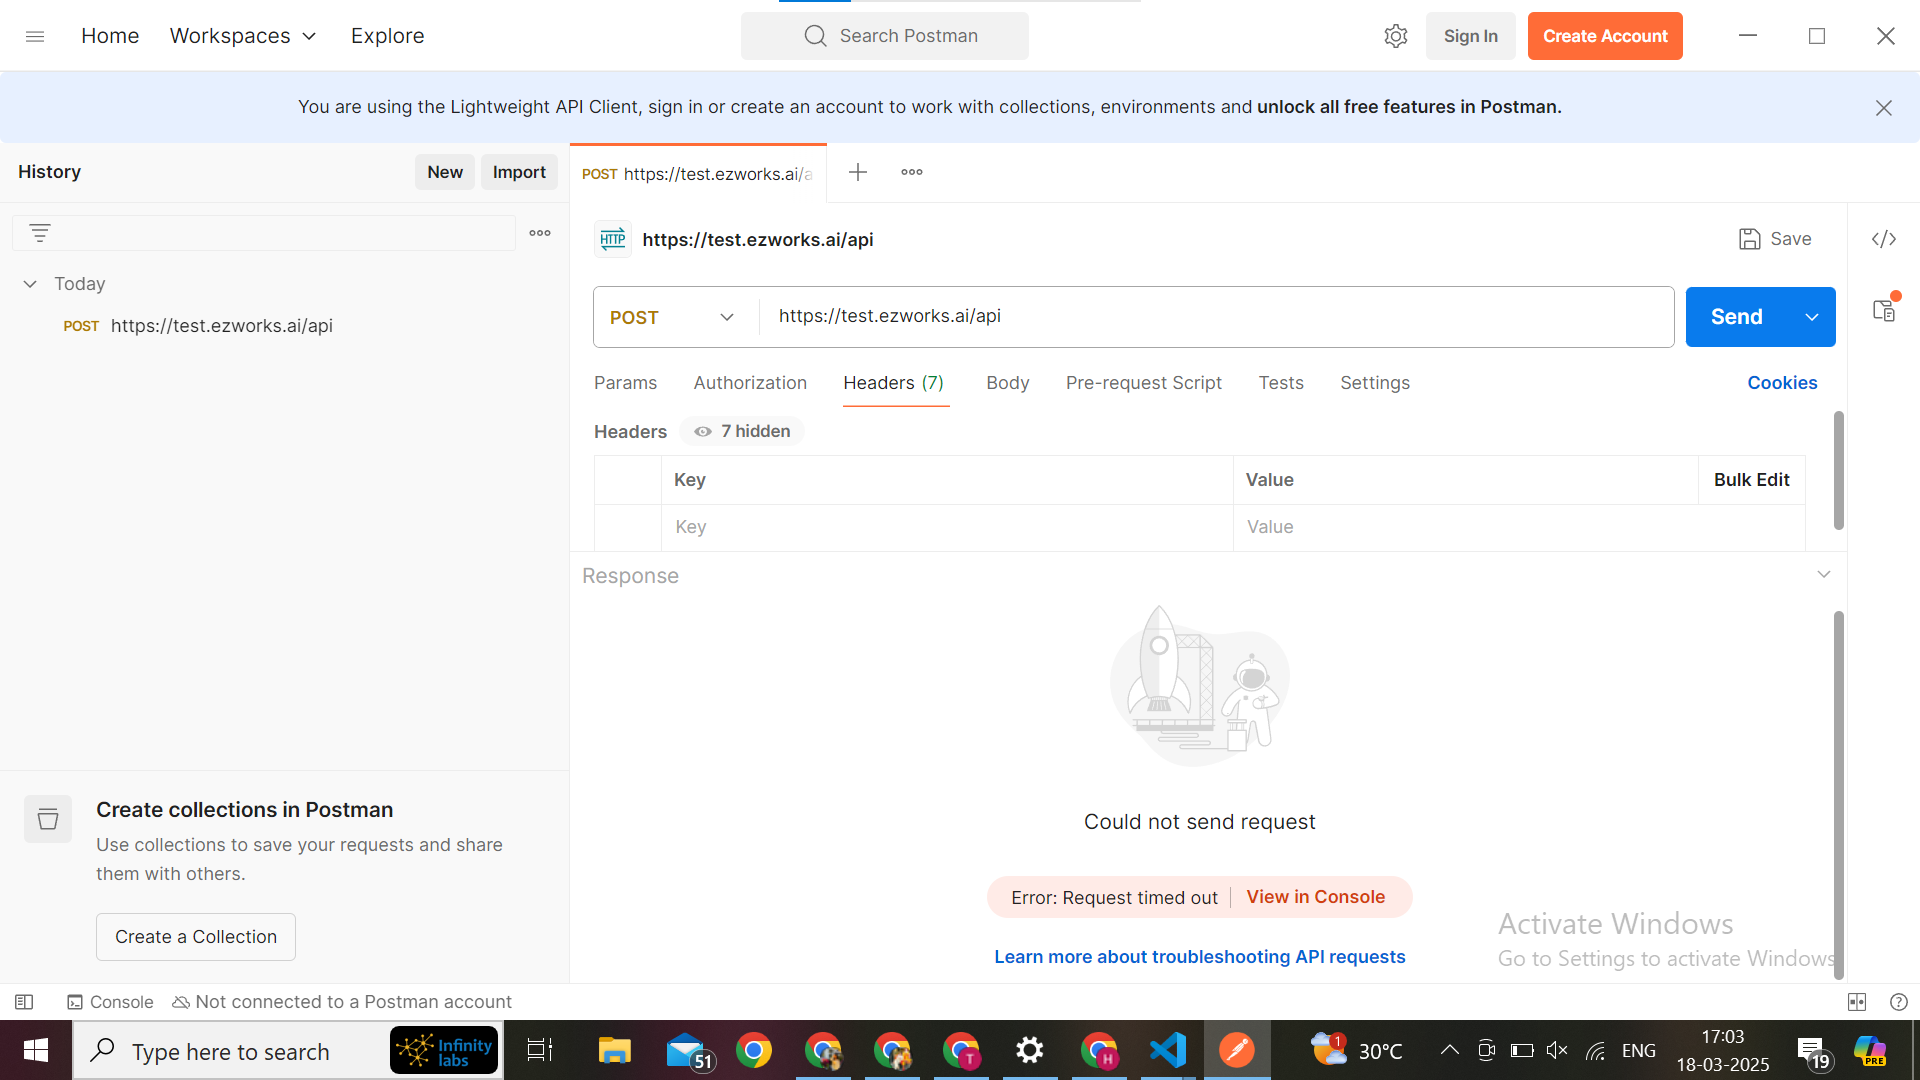 Home
Workspaces
Explore
Search Postman
Sign In
Create Account
You are using the Lightweight API Client, sign in or create an account to work with collections, environments and unlock all free features in Postman.
History
New
Import
POST https://test.ezworks.ai/a
HTTP
https://test.ezworks.ai/api
Save
Today
POST https://test.ezworks.ai/api
POST
https://test.ezworks.ai/api
Send
Params
Authorization
Headers (7)
Body
Pre-request Script
Tests
Settings
Cookies
Headers
7 hidden
Key
Value
Bulk Edit
Key
Value
Response
Could not send request
Error: Request timed out
View in Console
Learn more about troubleshooting API requests
Create collections in Postman
Use collections to save your requests and share
them with others.
Create a Collection
Activate Windows
Go to Settings to activate Windows
Console
Not connected to a Postman account
Type here to search
Infinity
labs
51
T
H
1
30°C
ENG
17:03
18-03-2025
19
PRE